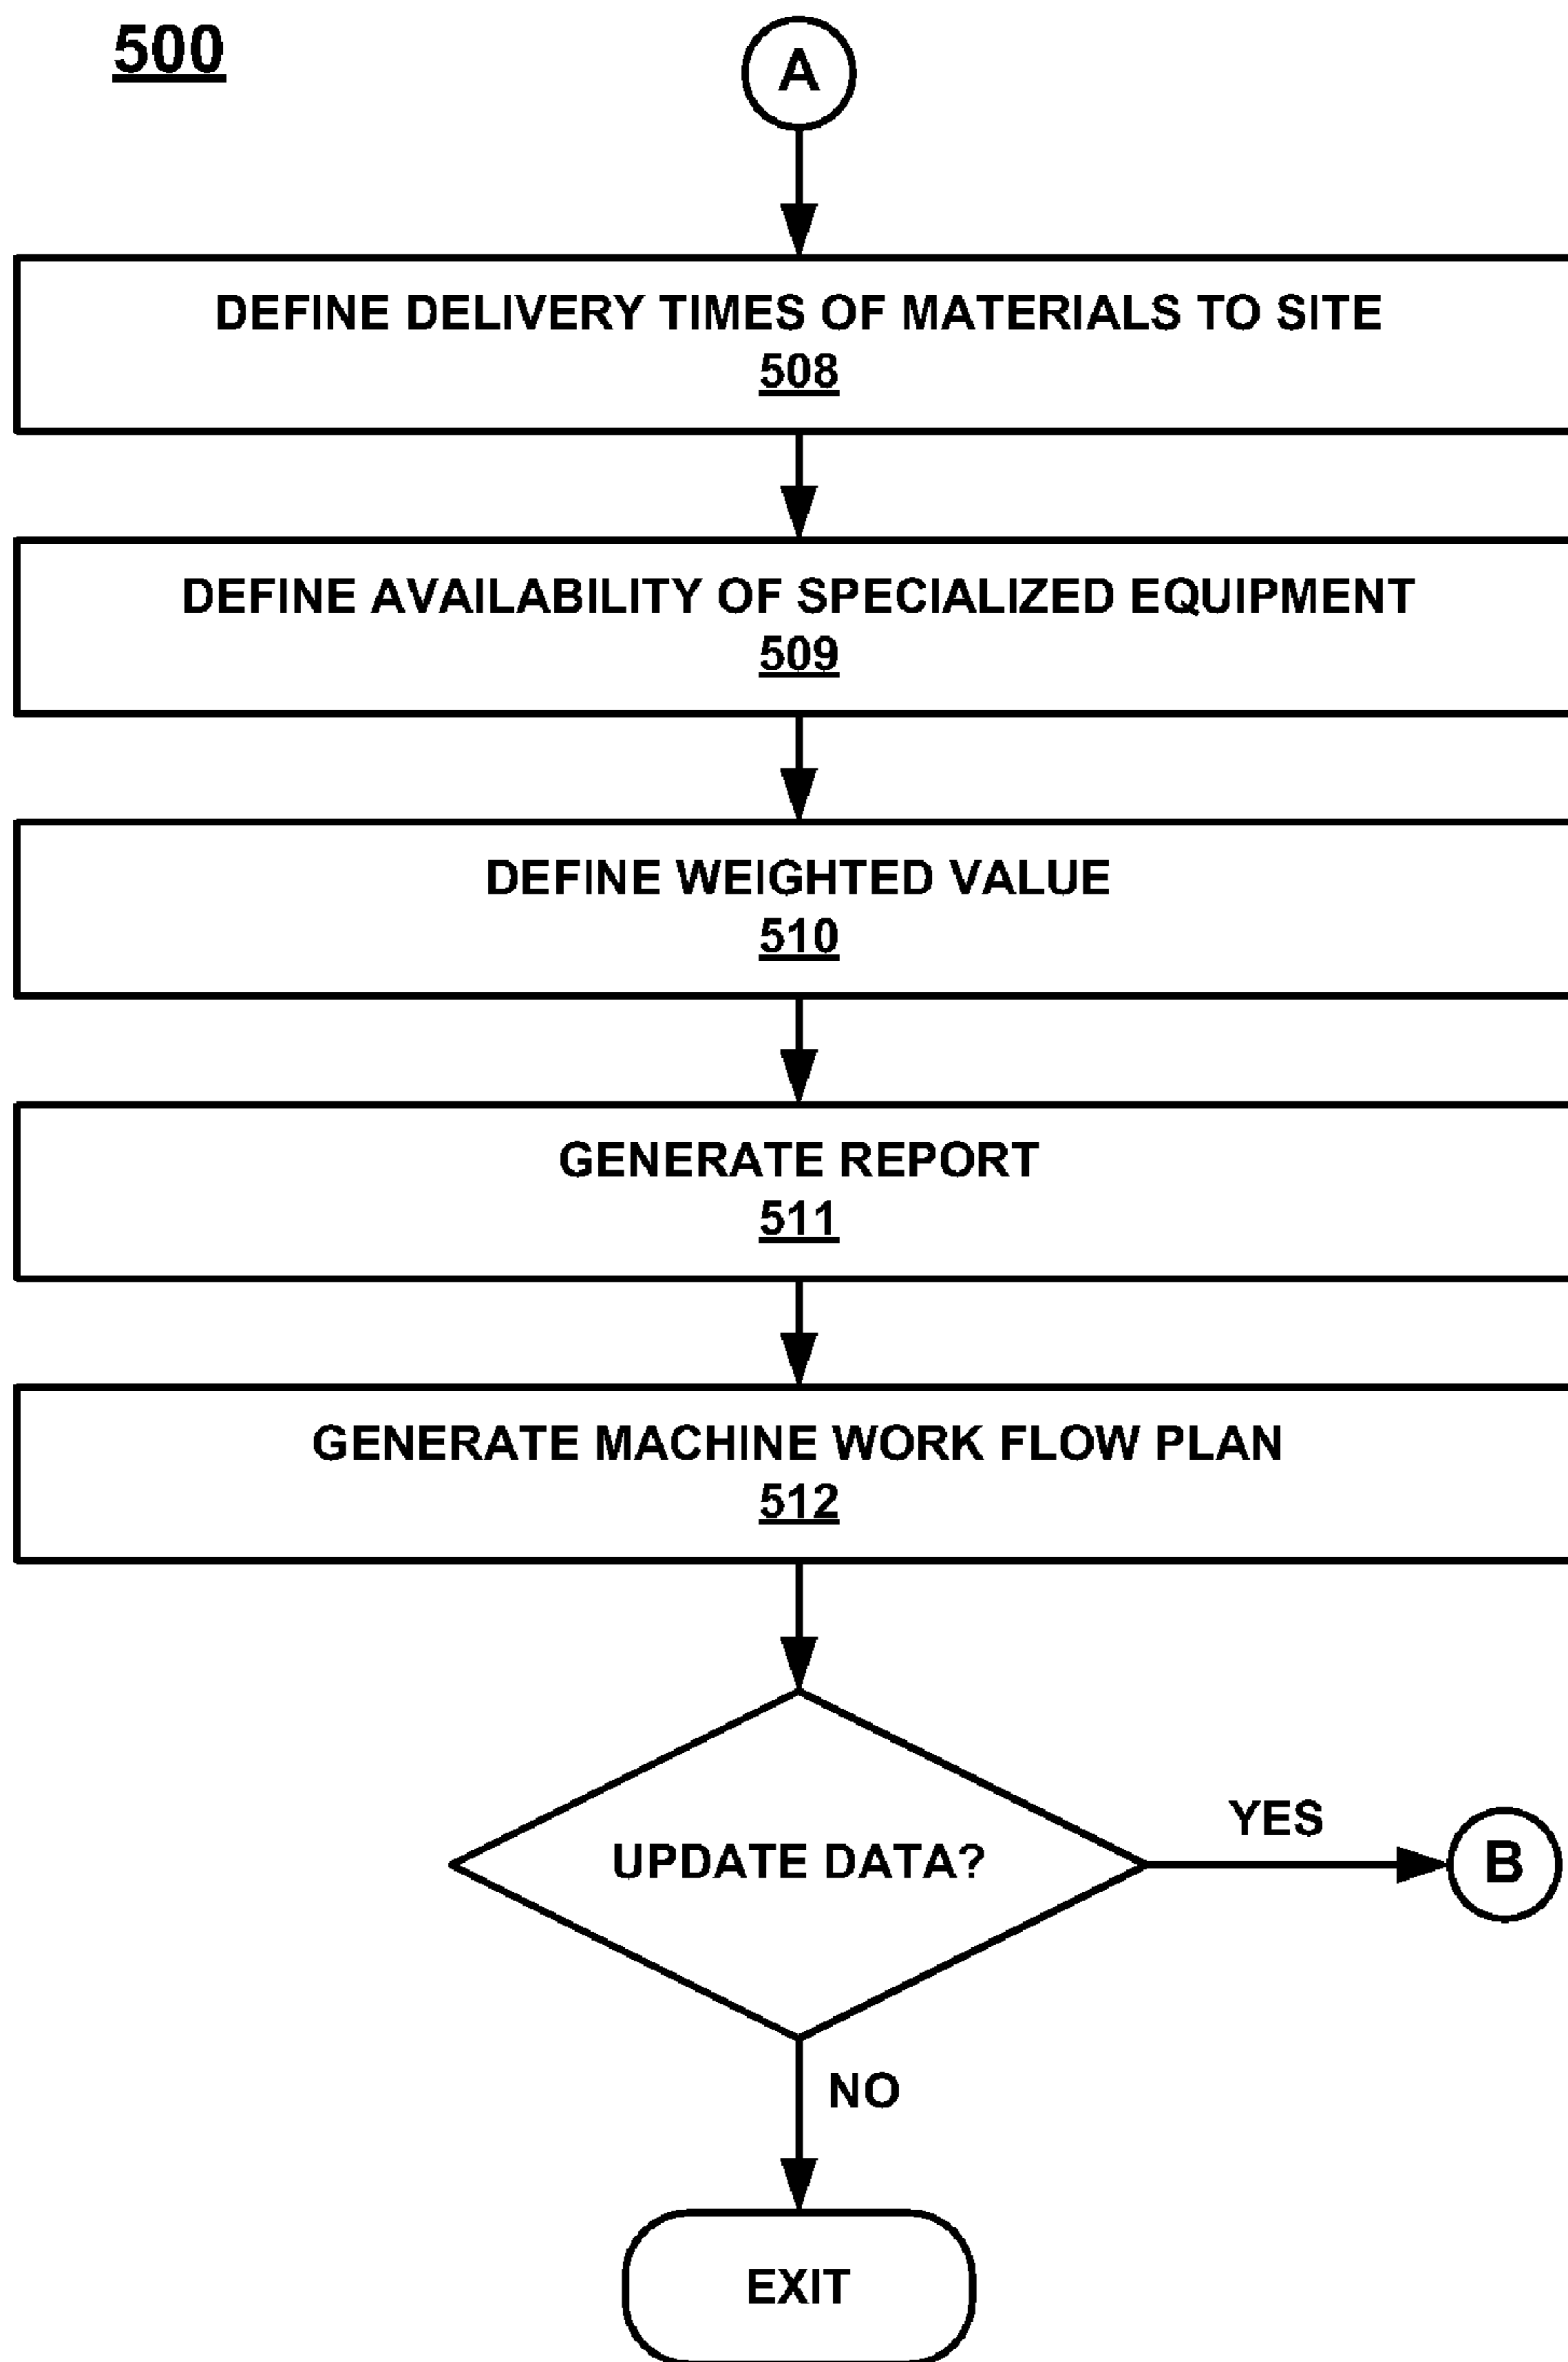 500
A
DEFINE DELIVERY TIMES OF MATERIALS TO SITE
508
DEFINE AVAILABILITY OF SPECIALIZED EQUIPMENT
509
DEFINE WEIGHTED VALUE
510
GENERATE REPORT
511
GENERATE MACHINE WORK FLOW PLAN
512
UPDATE DATA?
YES
B
NO
EXIT